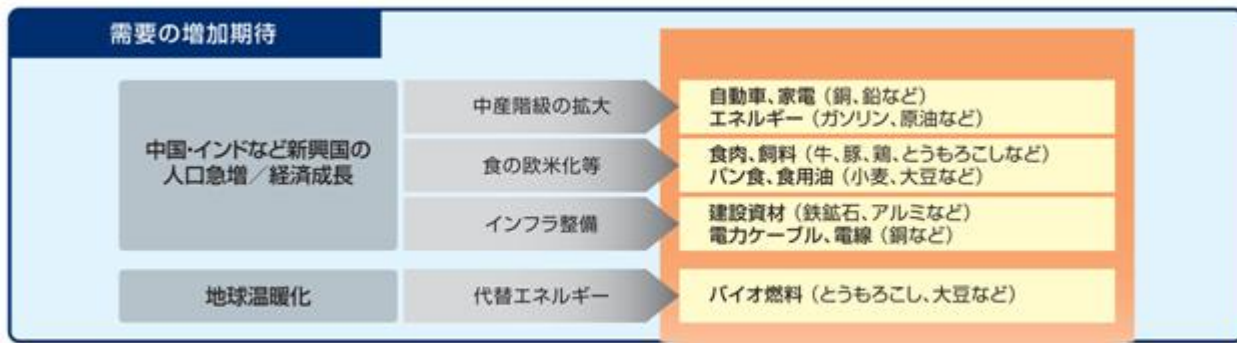 需要の増加期待
中国・インドなど新興国の
人口急増／経済成長
中産階級の拡大
自動車、家電（銅、鉛など）
エネルギー（ガソリン、原油など）
食の欧米化等
食肉、飼料（牛、豚、鶏、とうもろこしなど）
パン食、食用油（小麦、大豆など）
インフラ整備
建設資材（鉄鉱石、アルミなど）
電力ケーブル、電線（銅など）
地球温暖化
代替エネルギー
バイオ燃料（とうもろこし、大豆など）